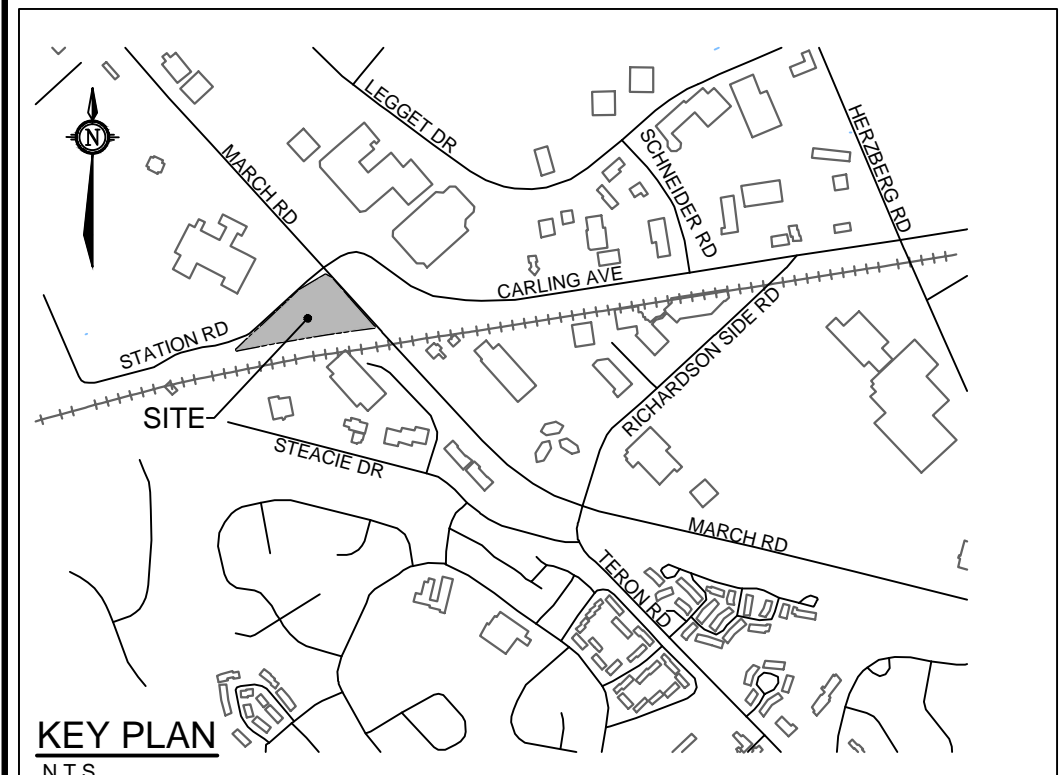 LEGGET DR
HERZBERG RD
SCHNEIDER RD
N
MARCH RD
CARLING AVE
STATION RD
RICHARDSON SIDE RD
SITE
STEACIE DR
MARCH RD
TERON RD
KEY PLAN
N.T.S.